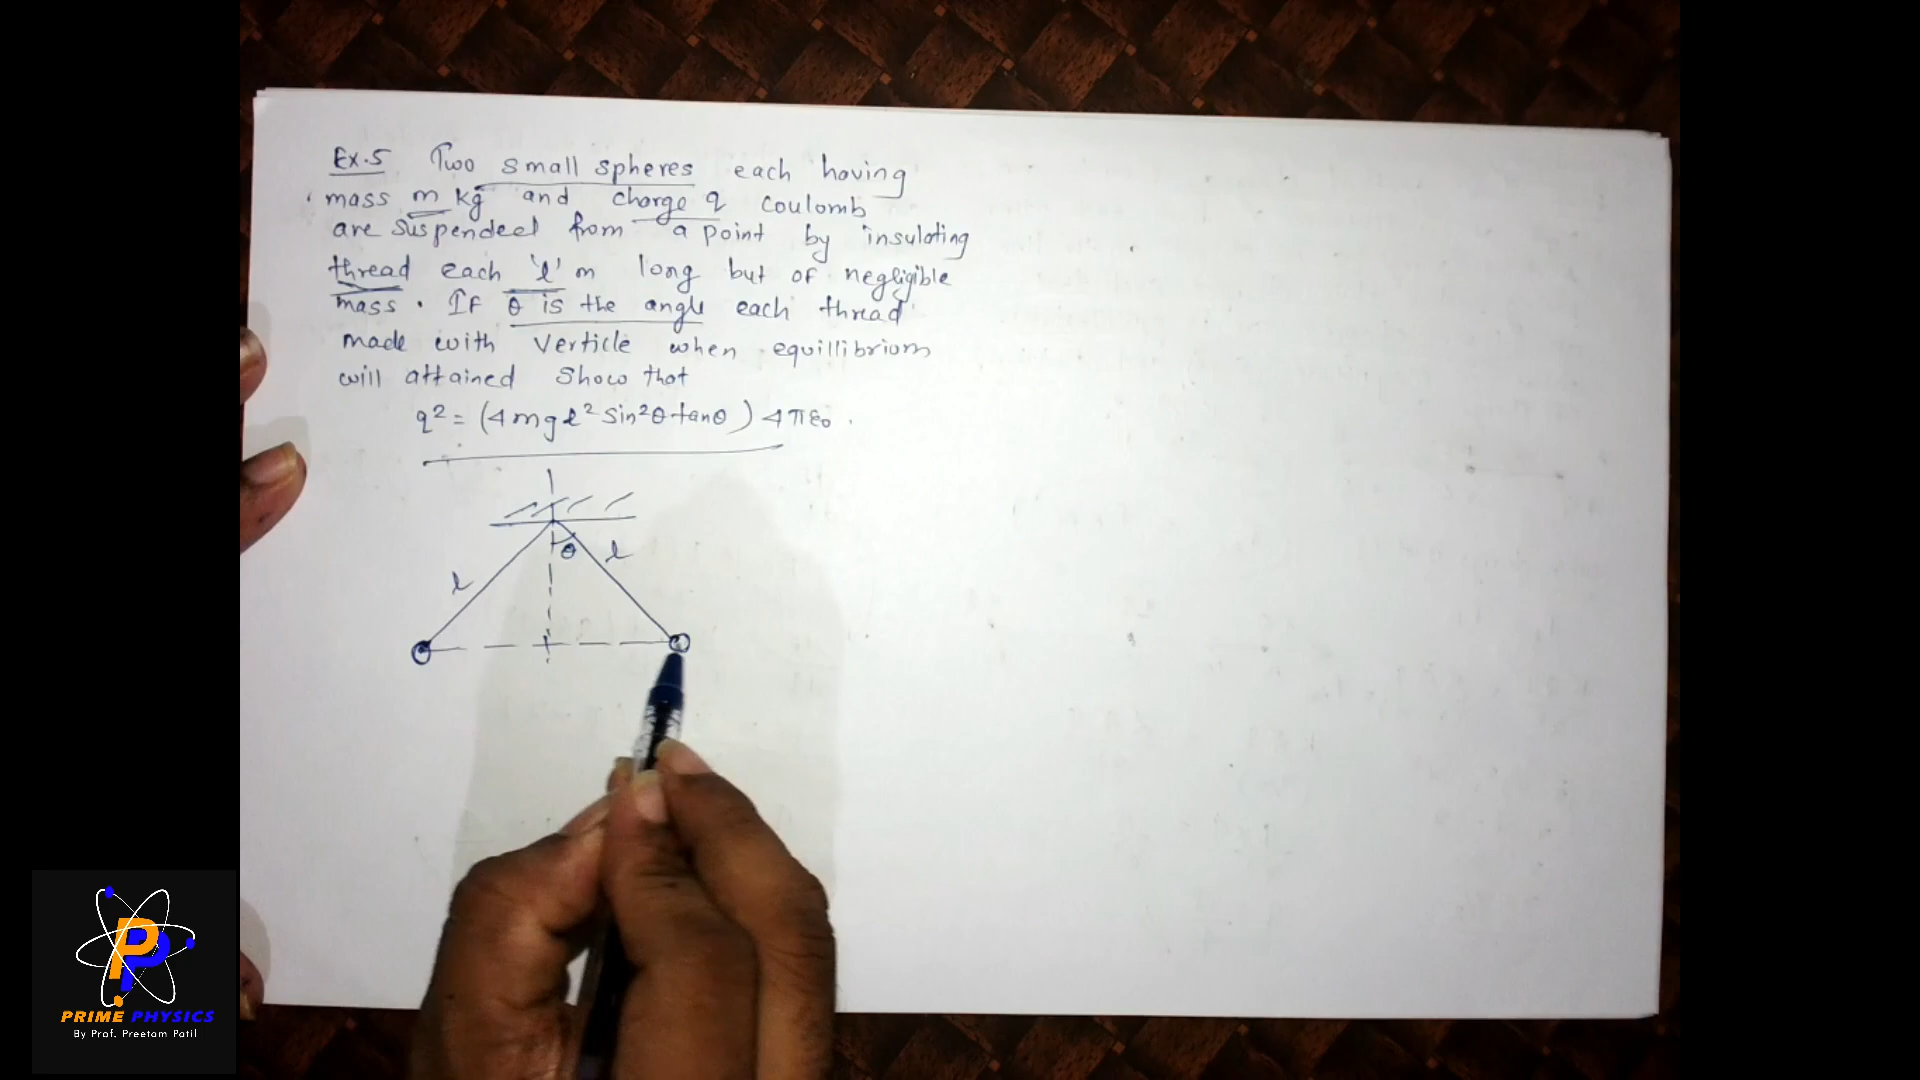 Ex.5 Two small spheres each having
mass m kg and charge q coulomb
are suspended from a point by insulating
thread each 'l' m long but of negligible
mass. If θ is the angle each thread
made with verticle when equillibrium
will attained show that
q² = (4mgl² sin²θ tanθ) 4πε₀.
θ
l
l
PRIME PHYSICS
By Prof. Preetam Patil